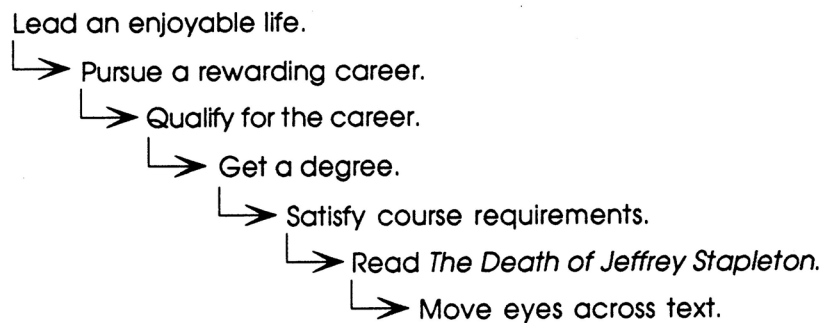 Lead an enjoyable life.
Pursue a rewarding career.
Qualify for the career.
Get a degree.
Satisfy course requirements.
Read The Death of Jeffrey Stapleton.
Move eyes across text.